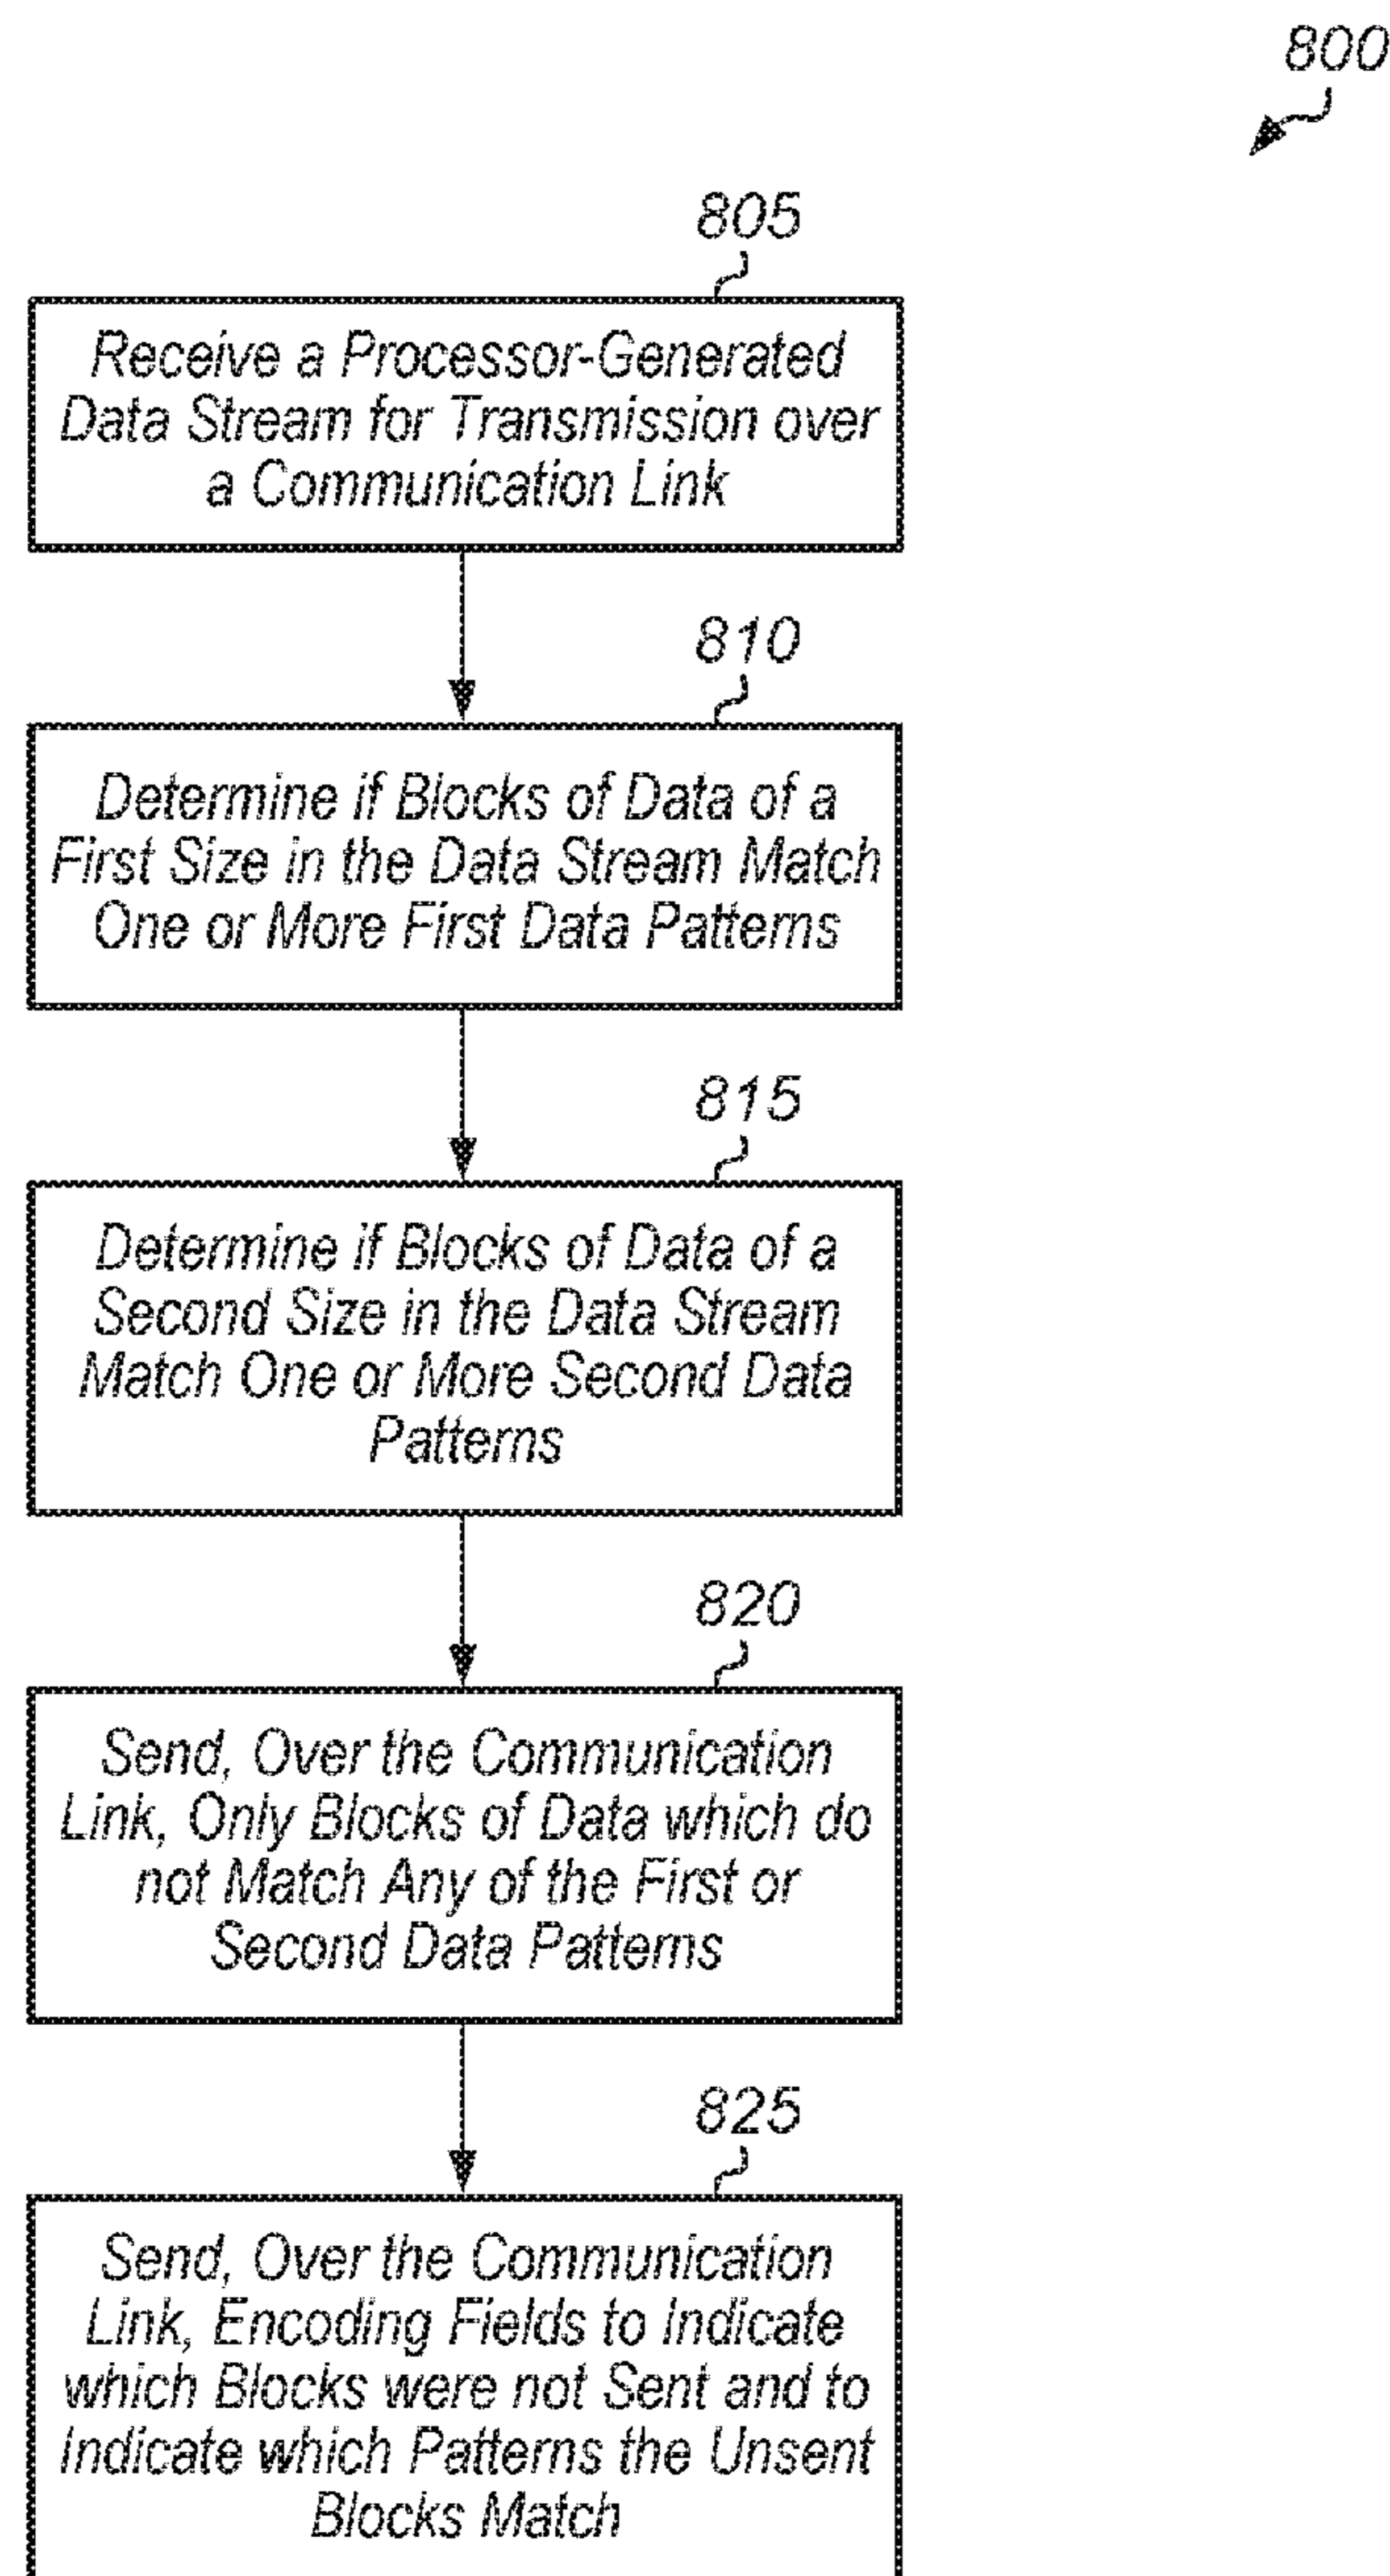 800
805
Receive a Processor-Generated
Data Stream for Transmission over
a Communication Link
810
Determine if Blocks of Data of a
First Size in the Data Stream Match
One or More First Data Patterns
815
Determine if Blocks of Data of a
Second Size in the Data Stream
Match One or More Second Data
Patterns
820
Send, Over the Communication
Link, Only Blocks of Data which do
not Match Any of the First or
Second Data Patterns
825
Send, Over the Communication
Link, Encoding Fields to Indicate
which Blocks were not Sent and to
Indicate which Patterns the Unsent
Blocks Match